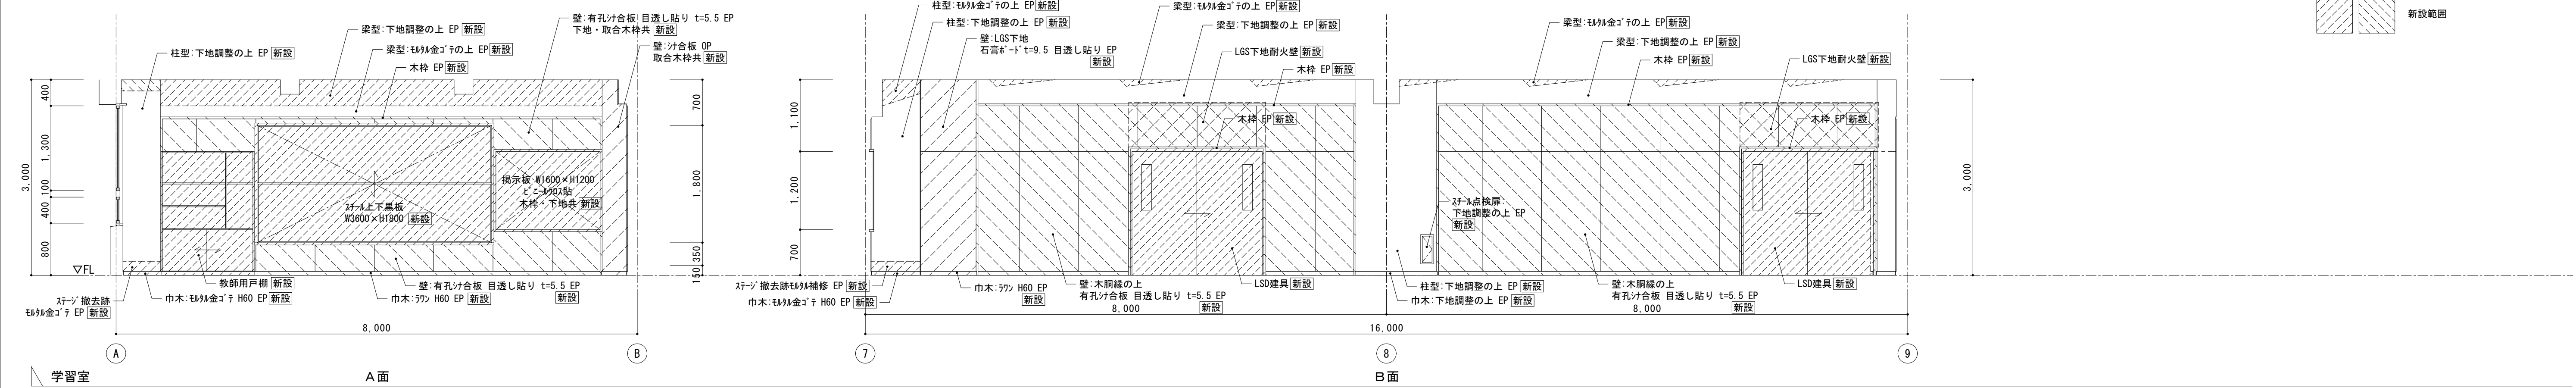 柱型:モルタル金ゴテの上 EP 新設
梁型:モルタル金ゴテの上 EP 新設
新設範囲
壁:有孔シナ合板 目透し貼り t=5.5 EP
下地・取合木枠共 新設
梁型:下地調整の上 EP 新設
柱型:下地調整の上 EP 新設
梁型:下地調整の上 EP 新設
梁型:モルタル金ゴテの上 EP 新設
壁:シナ合板 OP
取合木枠共 新設
壁:LGS下地
石膏ボードt=9.5 目透し貼り EP
新設
梁型:下地調整の上 EP 新設
柱型:下地調整の上 EP 新設
梁型:モルタル金ゴテの上 EP 新設
LGS下地耐火壁 新設
木枠 EP 新設
LGS下地耐火壁 新設
木枠 EP 新設
木枠 EP 新設
400
1,300
100
400
800
3,000
700
1,800
350
150
1,100
1,200
700
3,000
木枠 EP 新設
木枠 EP 新設
掲示板 W1600×H1200
ビニールクロス貼
木枠・下地共 新設
スチール上下黒板
W3600×H1800 新設
スチール点検扉:
下地調整の上 EP
新設
▽FL
教師用戸棚 新設
壁:有孔シナ合板 目透し貼り t=5.5 EP
新設
ステージ撤去跡
モルタル金ゴテ EP 新設
巾木:モルタル金ゴテ H60 EP 新設
巾木:ラワン H60 EP 新設
ステージ撤去跡モルタル補修 EP 新設
巾木:モルタル金ゴテ H60 EP 新設
巾木:ラワン H60 EP
新設
壁:木胴縁の上
有孔シナ合板 目透し貼り t=5.5 EP
新設
LSD建具 新設
柱型:下地調整の上 EP 新設
巾木:下地調整の上 EP 新設
壁:木胴縁の上
有孔シナ合板 目透し貼り t=5.5 EP
新設
LSD建具 新設
8,000
8,000
8,000
16,000
A
B
7
8
9
学習室
A面
B面